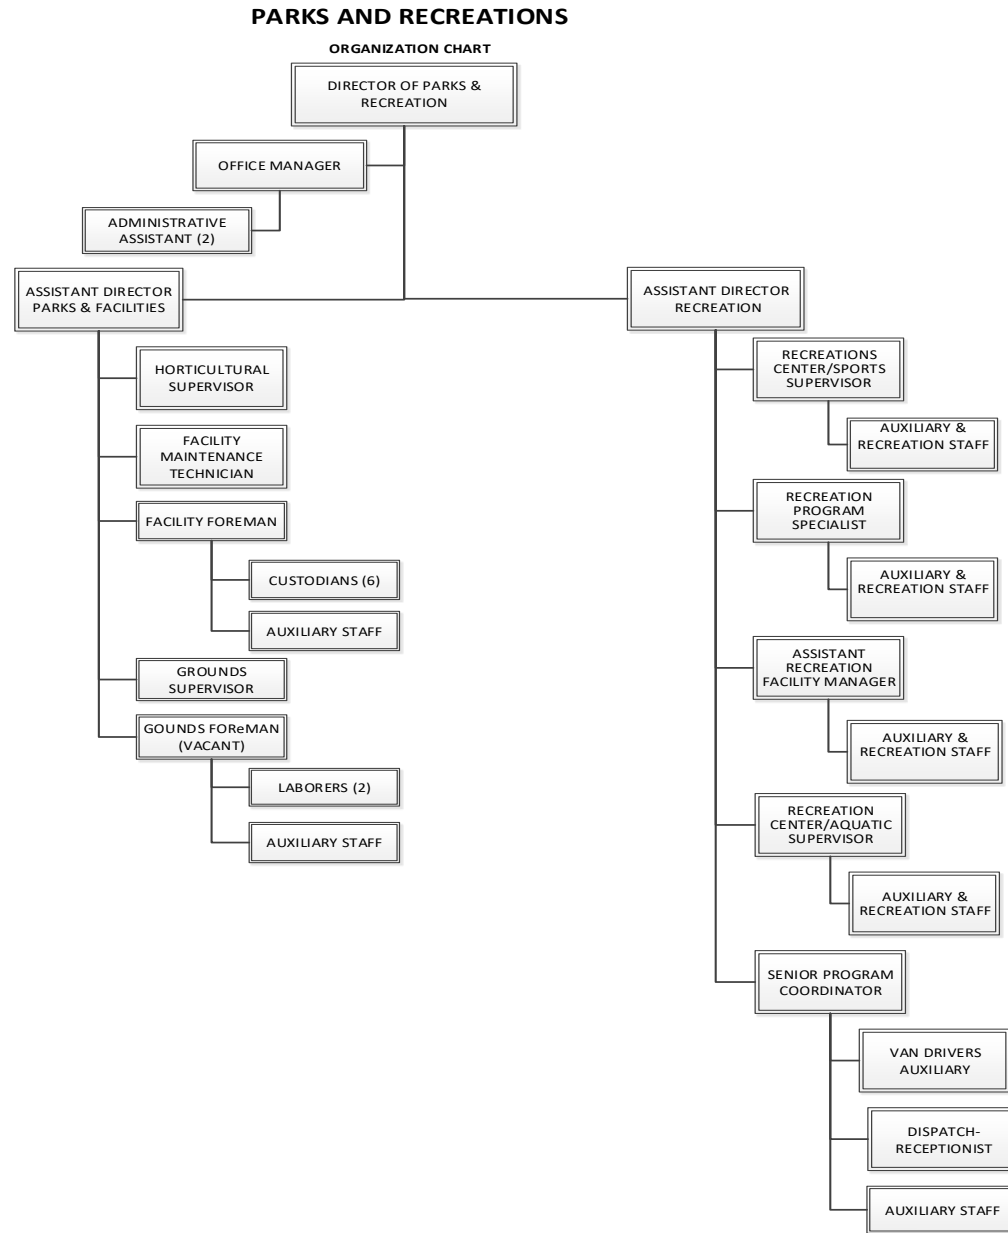 PARKS AND RECREATIONS
ORGANIZATION CHART
DIRECTOR OF PARKS &
RECREATION
OFFICE MANAGER
ADMINISTRATIVE
ASSISTANT (2)
ASSISTANT DIRECTOR
PARKS & FACILITIES
HORTICULTURAL
SUPERVISOR
FACILITY
MAINTENANCE
TECHNICIAN
FACILITY FOREMAN
CUSTODIANS (6)
AUXILIARY STAFF
GROUNDS
SUPERVISOR
GOUNDS FOReMAN
(VACANT)
LABORERS (2)
AUXILIARY STAFF
ASSISTANT DIRECTOR
RECREATION
RECREATIONS
CENTER/SPORTS
SUPERVISOR
AUXILIARY &
RECREATION STAFF
RECREATION
PROGRAM
SPECIALIST
AUXILIARY &
RECREATION STAFF
ASSISTANT
RECREATION
FACILITY MANAGER
AUXILIARY &
RECREATION STAFF
RECREATION
CENTER/AQUATIC
SUPERVISOR
AUXILIARY &
RECREATION STAFF
SENIOR PROGRAM
COORDINATOR
VAN DRIVERS
AUXILIARY
DISPATCH-
RECEPTIONIST
AUXILIARY STAFF